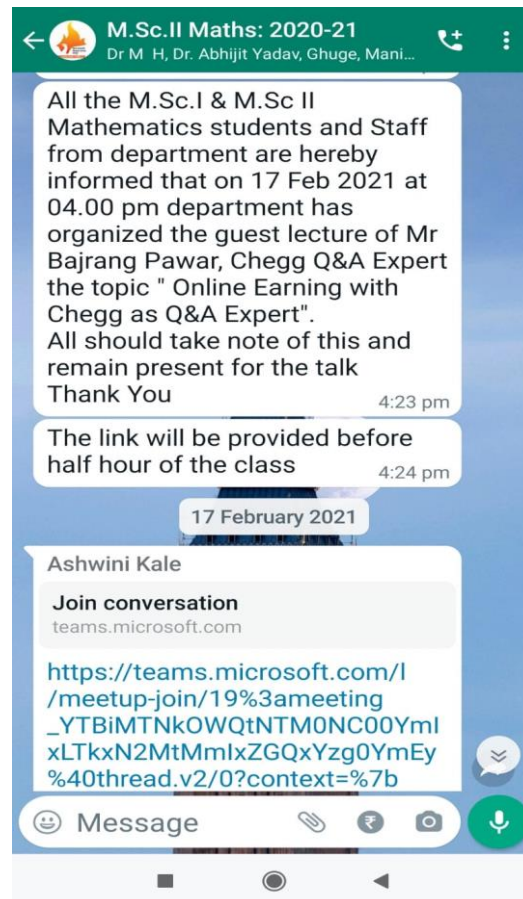 M.Sc.II Maths: 2020-21
Dr M H, Dr. Abhijit Yadav, Ghuge, Mani...
All the M.Sc.I & M.Sc II
Mathematics students and Staff
from department are hereby
informed that on 17 Feb 2021 at
04.00 pm department has
organized the guest lecture of Mr
Bajrang Pawar, Chegg Q&A Expert
the topic " Online Earning with
Chegg as Q&A Expert".
All should take note of this and
remain present for the talk
Thank You
4:23 pm
The link will be provided before
half hour of the class
4:24 pm
17 February 2021
Ashwini Kale
Join conversation
teams.microsoft.com
https://teams.microsoft.com/l
/meetup-join/19%3ameeting
_YTBiMTNkOWQtNTM0NC00YmI
xLTkxN2MtMmIxZGQxYzg0YmEy
%40thread.v2/0?context=%7b
Message